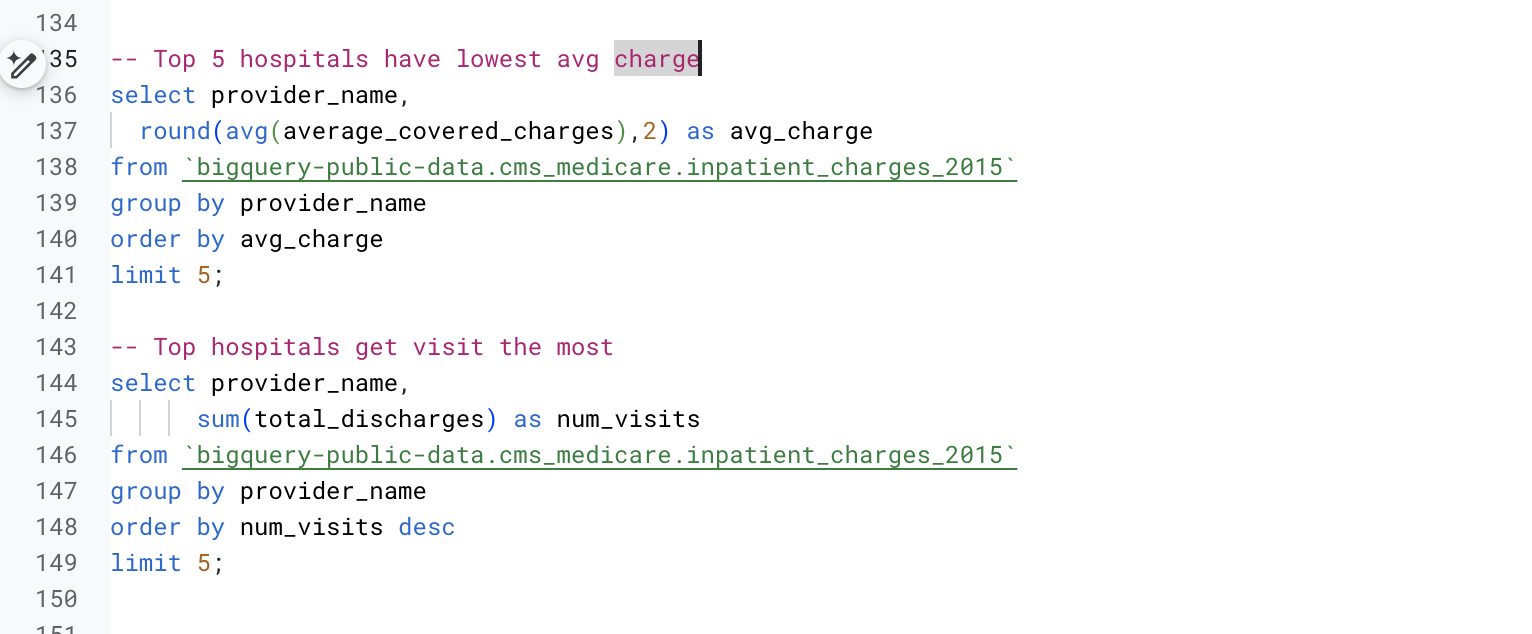 134
135 -- Top 5 hospitals have lowest avg charge
136 select provider_name,
137   round(avg(average_covered_charges),2) as avg_charge
138 from `bigquery-public-data.cms_medicare.inpatient_charges_2015`
139 group by provider_name
140 order by avg_charge
141 limit 5;
142
143 -- Top hospitals get visit the most
144 select provider_name,
145       sum(total_discharges) as num_visits
146 from `bigquery-public-data.cms_medicare.inpatient_charges_2015`
147 group by provider_name
148 order by num_visits desc
149 limit 5;
150
151